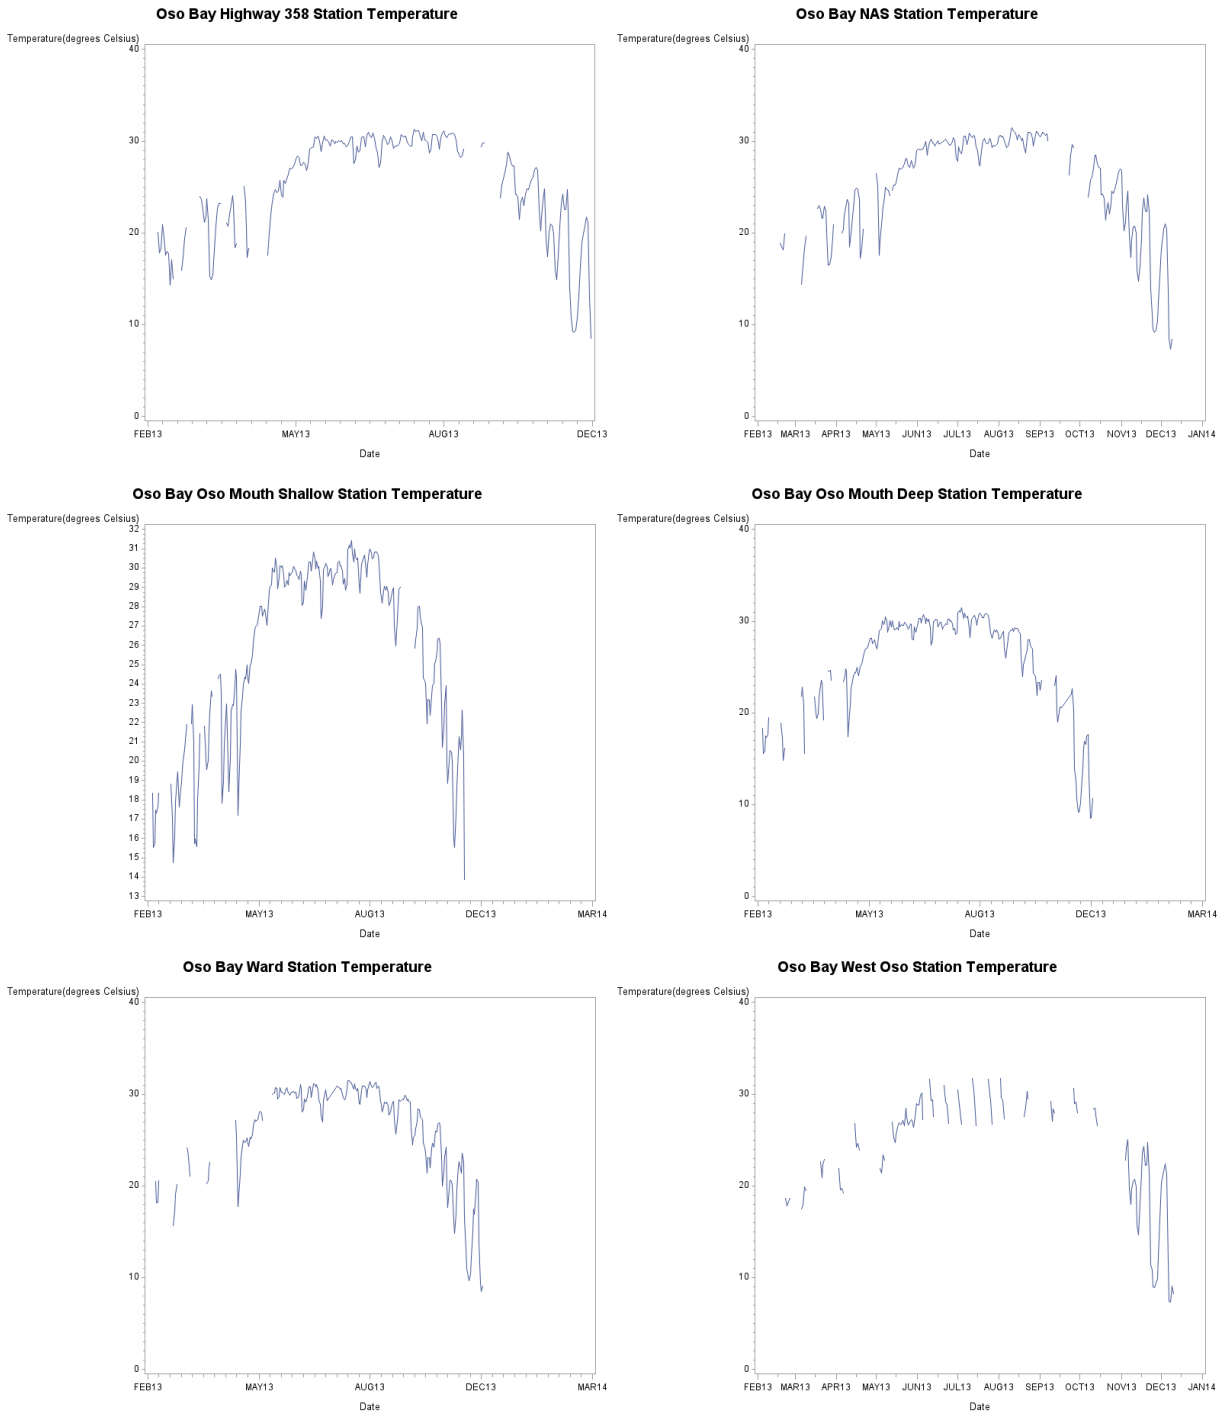 Oso Bay Highway 358 Station Temperature
Temperature(degrees Celsius)
40
30
20
10
0
FEB13 MAY13 AUG13 DEC13
Date
Oso Bay NAS Station Temperature
Temperature(degrees Celsius)
40
30
20
10
0
FEB13 MAR13 APR13 MAY13 JUN13 JUL13 AUG13 SEP13 OCT13 NOV13 DEC13 JAN14
Date
Oso Bay Oso Mouth Shallow Station Temperature
Temperature(degrees Celsius)
32
31
30
29
28
27
26
25
24
23
22
21
20
19
18
17
16
15
14
13
FEB13 MAY13 AUG13 DEC13 MAR14
Date
Oso Bay Oso Mouth Deep Station Temperature
Temperature(degrees Celsius)
40
30
20
10
0
FEB13 MAY13 AUG13 DEC13 MAR14
Date
Oso Bay Ward Station Temperature
Temperature(degrees Celsius)
40
30
20
10
0
FEB13 MAY13 AUG13 DEC13 MAR14
Date
Oso Bay West Oso Station Temperature
Temperature(degrees Celsius)
40
30
20
10
0
FEB13 MAR13 APR13 MAY13 JUN13 JUL13 AUG13 SEP13 OCT13 NOV13 DEC13 JAN14
Date